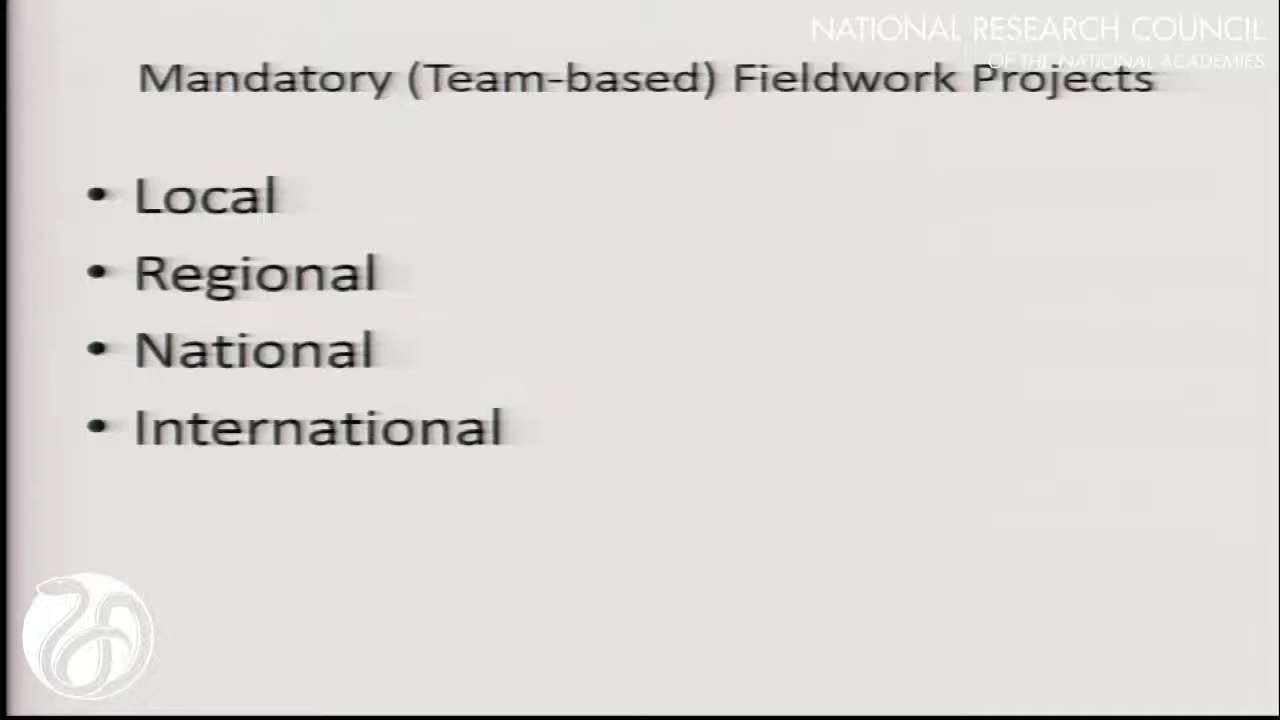 NATIONAL RESEARCH COUNCIL
OF THE NATIONAL ACADEMIES
Mandatory (Team-based) Fieldwork Projects
• Local
• Regional
• National
• International